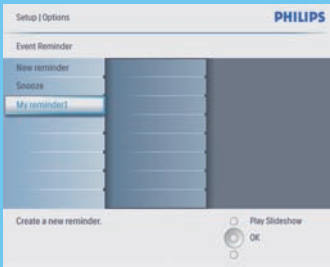 Setup | Options
PHILIPS
Event Reminder
New reminder
Snooze
My reminder1
Create a new reminder.
Play Slideshow
OK